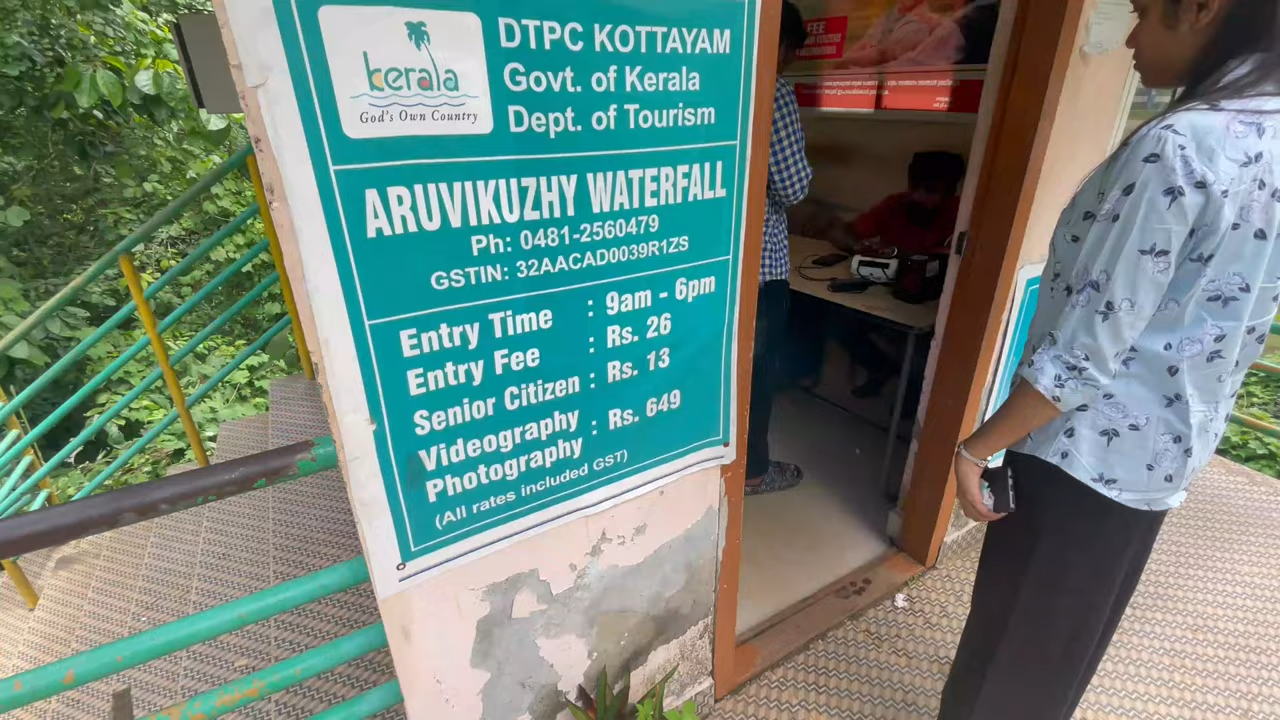 kerala
God's Own Country
DTPC KOTTAYAM
Govt. of Kerala
Dept. of Tourism
ARUVIKUZHY WATERFALL
Ph: 0481-2560479
GSTIN: 32AACAD0039R1ZS
Entry Time : 9am - 6pm
Entry Fee : Rs. 26
Senior Citizen : Rs. 13
Videography
Photography : Rs. 649
(All rates included GST)
FEE